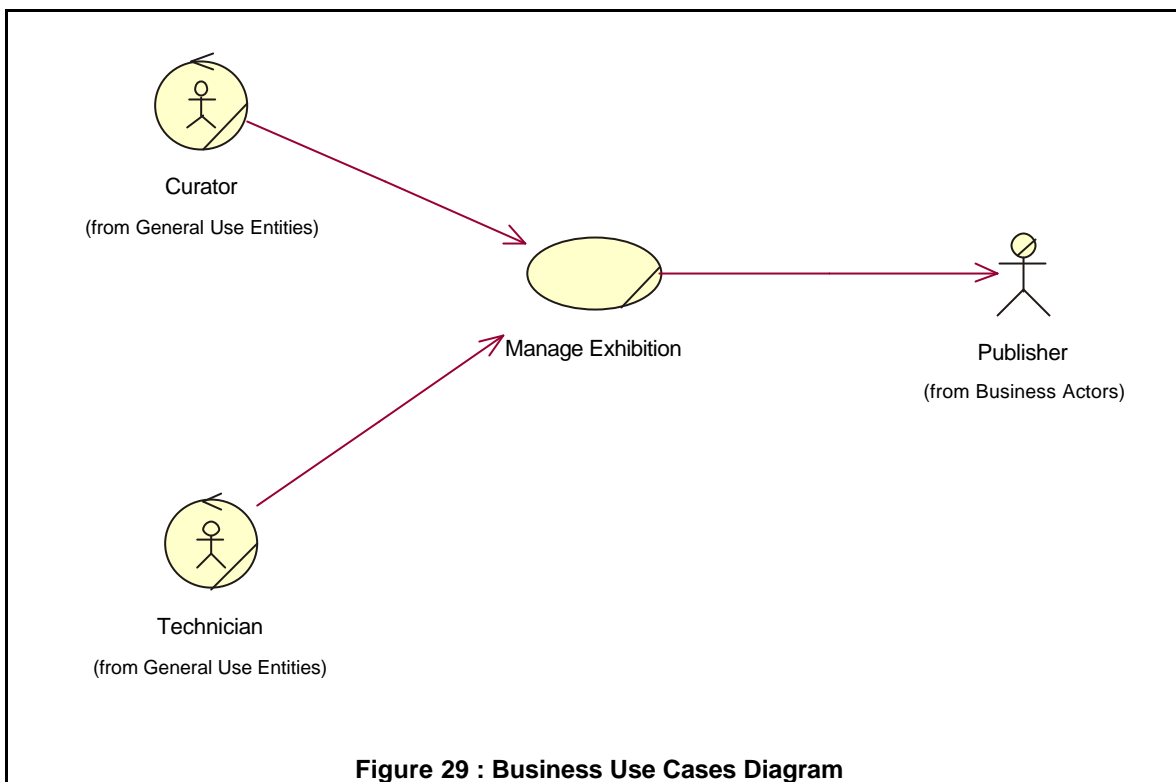 Curator
(from General Use Entities)
Manage Exhibition
Publisher
(from Business Actors)
Technician
(from General Use Entities)
Figure 29 : Business Use Cases Diagram